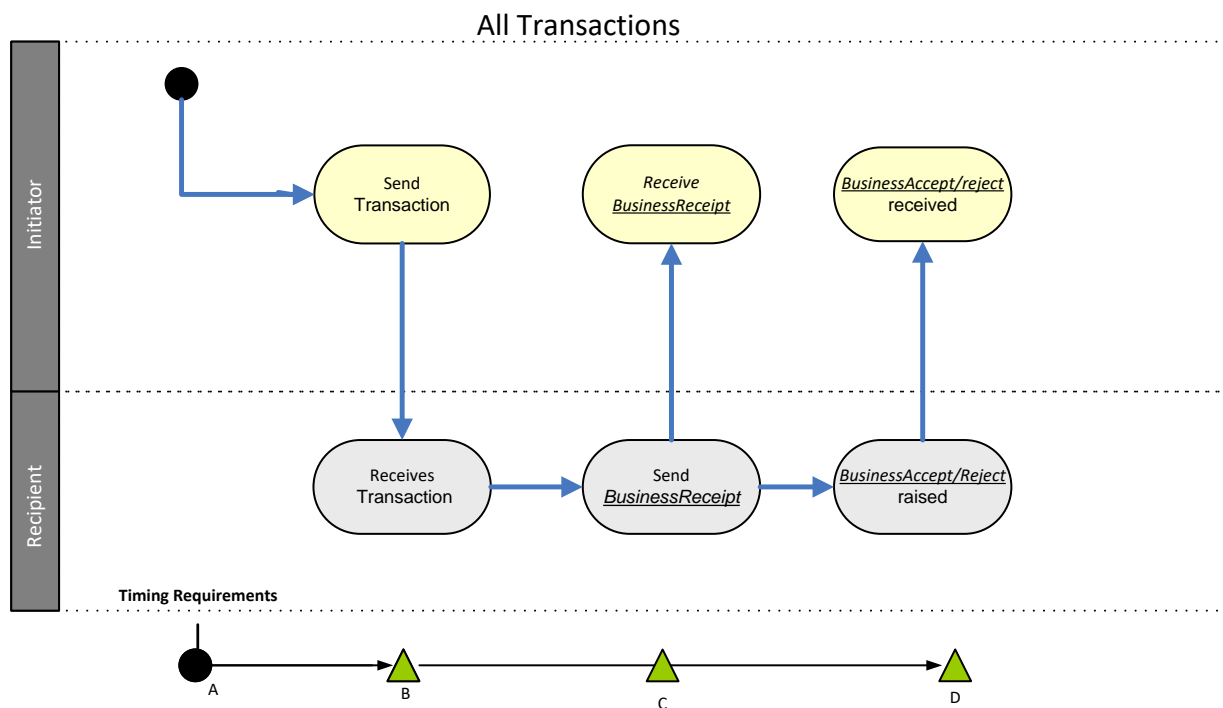 All Transactions
Initiator
Send
Transaction
Receive
BusinessReceipt
BusinessAccept/reject
received
Recipient
Receives
Transaction
Send
BusinessReceipt
BusinessAccept/Reject
raised
Timing Requirements
A
B
C
D